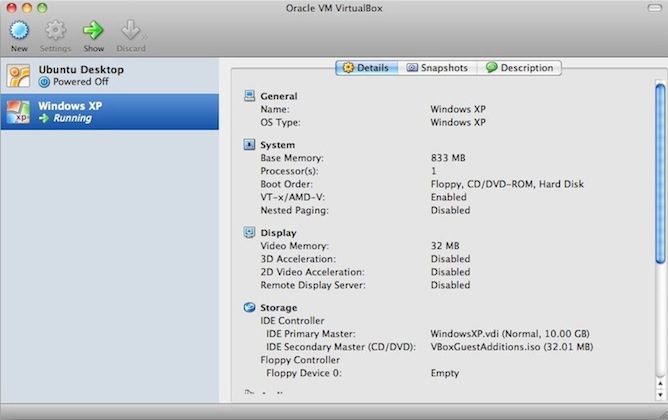 Oracle VM VirtualBox
New Settings Show Discard
Ubuntu Desktop
Powered Off
Windows XP
Running
xp
Details Snapshots Description
General
Name: Windows XP
OS Type: Windows XP
System
Base Memory: 833 MB
Processor(s): 1
Boot Order: Floppy, CD/DVD-ROM, Hard Disk
VT-x/AMD-V: Enabled
Nested Paging: Disabled
Display
Video Memory: 32 MB
3D Acceleration: Disabled
2D Video Acceleration: Disabled
Remote Display Server: Disabled
Storage
IDE Controller
IDE Primary Master: WindowsXP.vdi (Normal, 10.00 GB)
IDE Secondary Master (CD/DVD): VBoxGuestAdditions.iso (32.01 MB)
Floppy Controller
Floppy Device 0: Empty